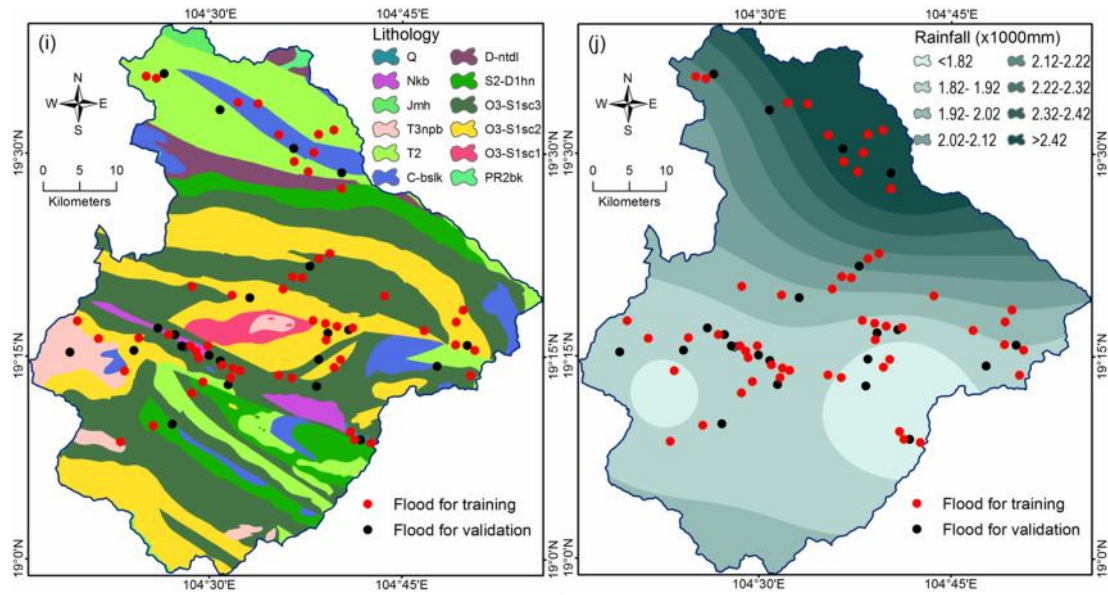 104°30'E 104°45'E 104°30'E 104°45'E
(i)
Lithology
Q
Nkb
Jmh
T3npb
T2
C-bslk
D-ntdl
S2-D1hn
O3-S1sc3
O3-S1sc2
O3-S1sc1
PR2bk
N
W E
S
0 5 10
Kilometers
Flood for training
Flood for validation
19°30'N
19°15'N
19°0'N
(j)
Rainfall (x1000mm)
<1.82
1.82- 1.92
1.92- 2.02
2.02-2.12
2.12-2.22
2.22-2.32
2.32-2.42
>2.42
N
W E
S
0 5 10
Kilometers
Flood for training
Flood for validation
19°30'N
19°15'N
19°0'N
104°30'E 104°45'E 104°30'E 104°45'E